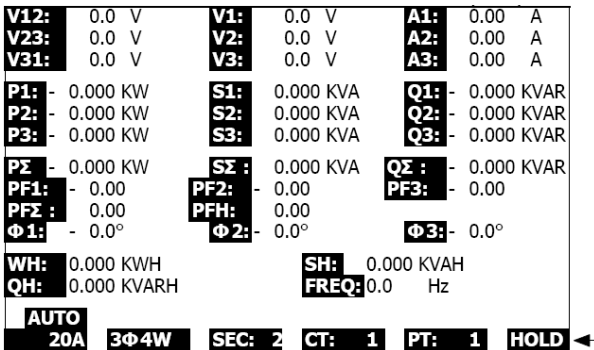 V12: 0.0 V V1: 0.0 V A1: 0.00 A
V23: 0.0 V V2: 0.0 V A2: 0.00 A
V31: 0.0 V V3: 0.0 V A3: 0.00 A
P1: - 0.000 KW S1: 0.000 KVA Q1: - 0.000 KVAR
P2: - 0.000 KW S2: 0.000 KVA Q2: - 0.000 KVAR
P3: - 0.000 KW S3: 0.000 KVA Q3: - 0.000 KVAR
PΣ - 0.000 KW SΣ : 0.000 KVA QΣ : - 0.000 KVAR
PF1: - 0.00 PF2: - 0.00 PF3: - 0.00
PFΣ : 0.00 PFH: 0.00
Φ1: - 0.0° Φ2: - 0.0° Φ3: - 0.0°
WH: 0.000 KWH SH: 0.000 KVAH
QH: 0.000 KVARH FREQ: 0.0 Hz
AUTO
20A 3Φ4W SEC: 2 CT: 1 PT: 1 HOLD